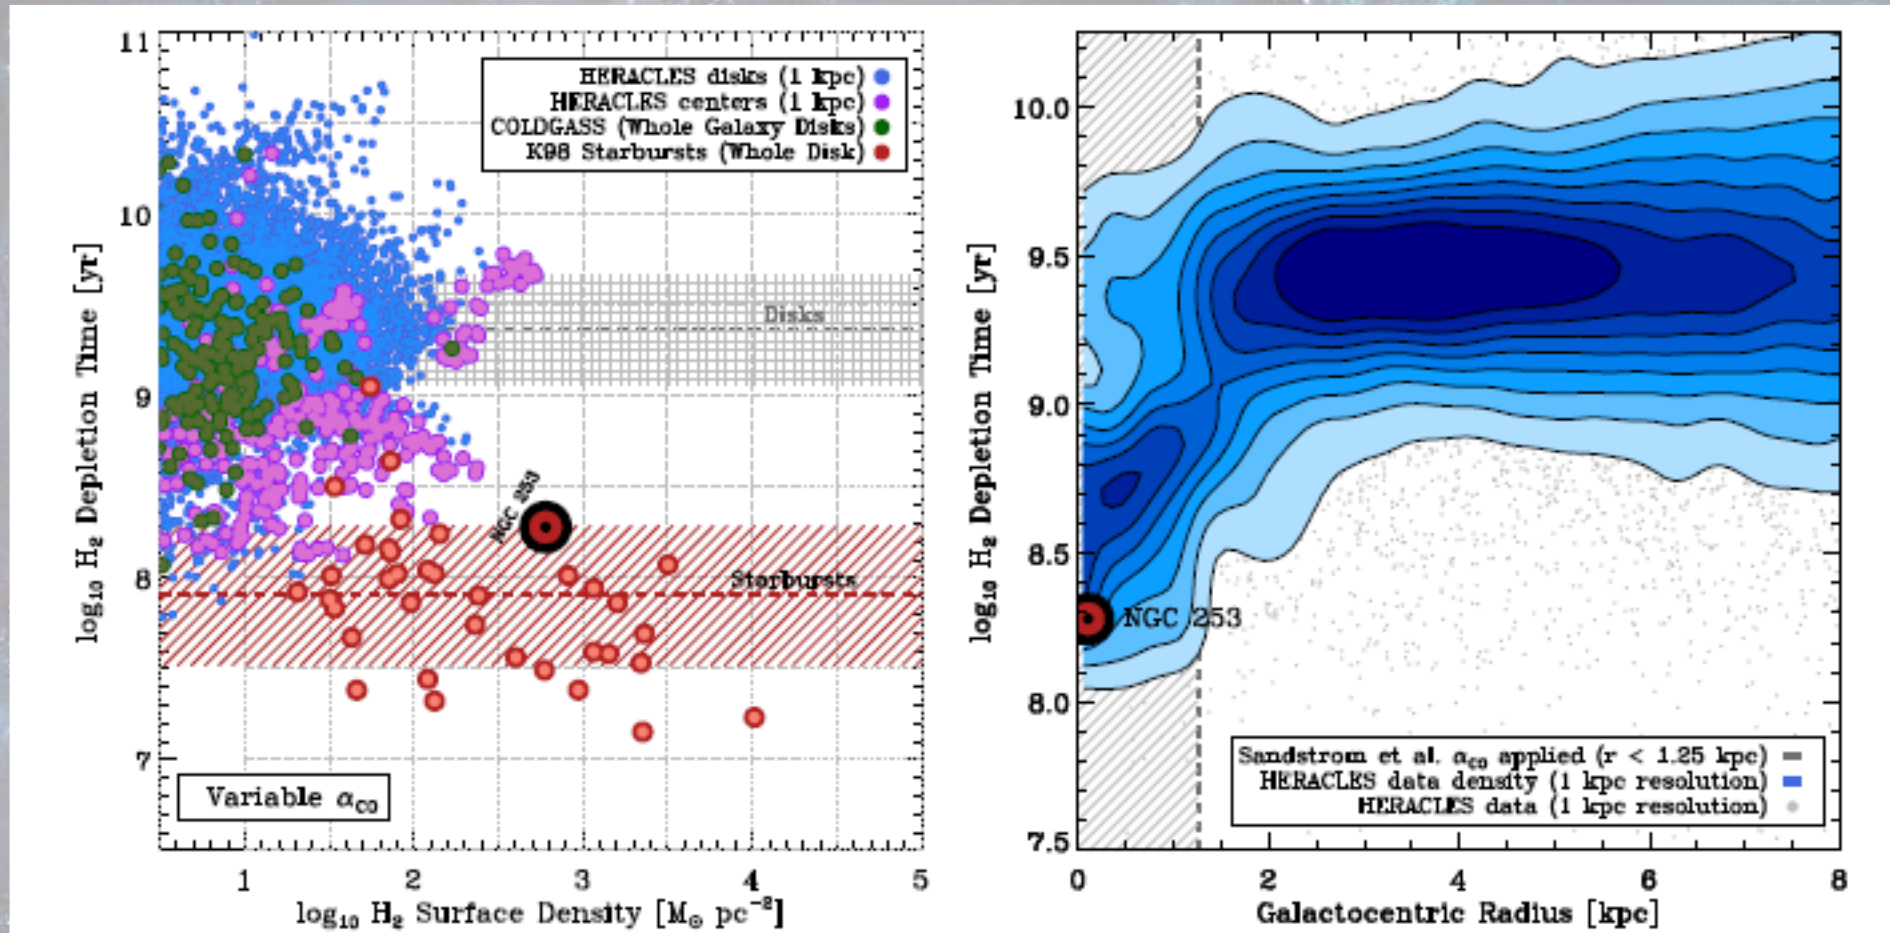 11
10
9
8
7
log₁₀ H₂ Depletion Time [yr]
HERACLES disks (1 kpc)
HERACLES centers (1 kpc)
COLDGASS (Whole Galaxy Disks)
K98 Starbursts (Whole Disk)
Disks
NGC 253
Starbursts
Variable α_CO
1 2 3 4 5
log₁₀ H₂ Surface Density [M⊙ pc⁻²]
10.0
9.5
9.0
8.5
8.0
7.5
log₁₀ H₂ Depletion Time [yr]
NGC 253
Sandstrom et al. α_CO applied (r < 1.25 kpc)
HERACLES data density (1 kpc resolution)
HERACLES data (1 kpc resolution)
0 2 4 6 8
Galactocentric Radius [kpc]